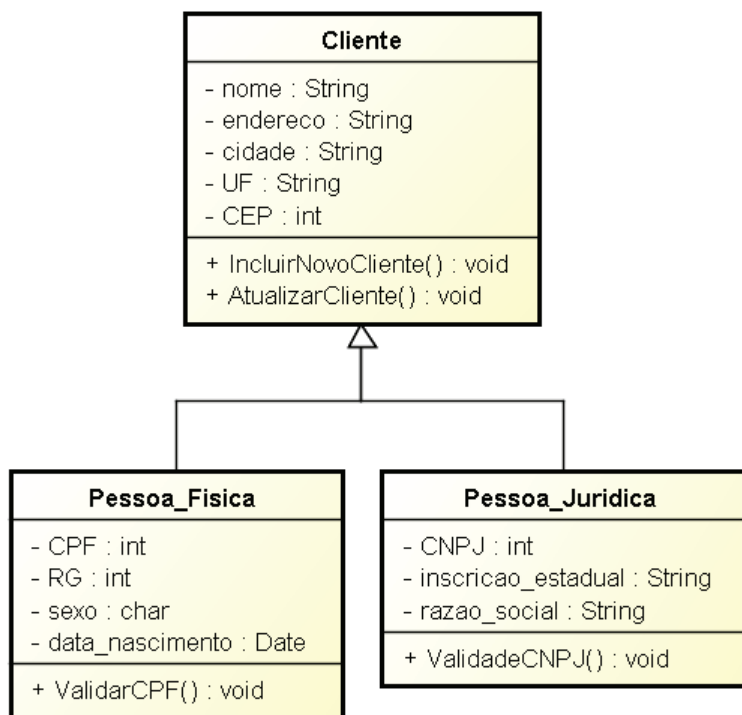 Cliente
- nome : String
- endereco : String
- cidade : String
- UF : String
- CEP : int
+ IncluirNovoCliente() : void
+ AtualizarCliente() : void
Pessoa_Fisica
- CPF : int
- RG : int
- sexo : char
- data_nascimento : Date
+ ValidarCPF() : void
Pessoa_Juridica
- CNPJ : int
- inscricao_estadual : String
- razao_social : String
+ ValidadeCNPJ() : void